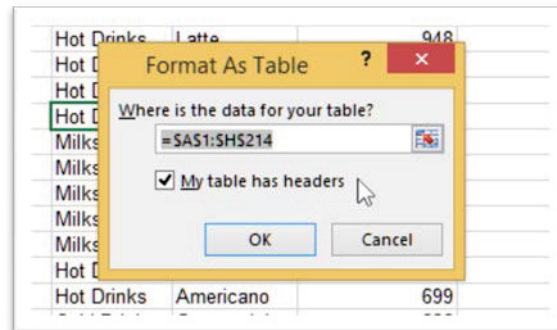 Hot Drinks Latte 948
Format As Table ?
Where is the data for your table?
=$A$1:$H$214
My table has headers
OK Cancel
Hot D
Hot D
Hot D
Milks
Milks
Milks
Milks
Milks
Hot D
Hot Drinks Americano 699